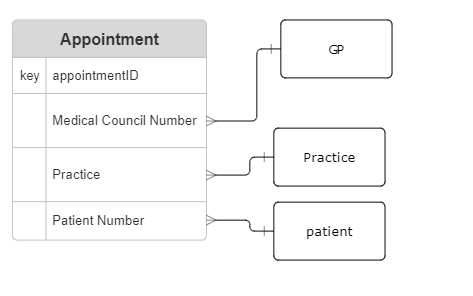 Appointment
GP
key appointmentID
Medical Council Number
Practice
Practice
Patient Number
patient